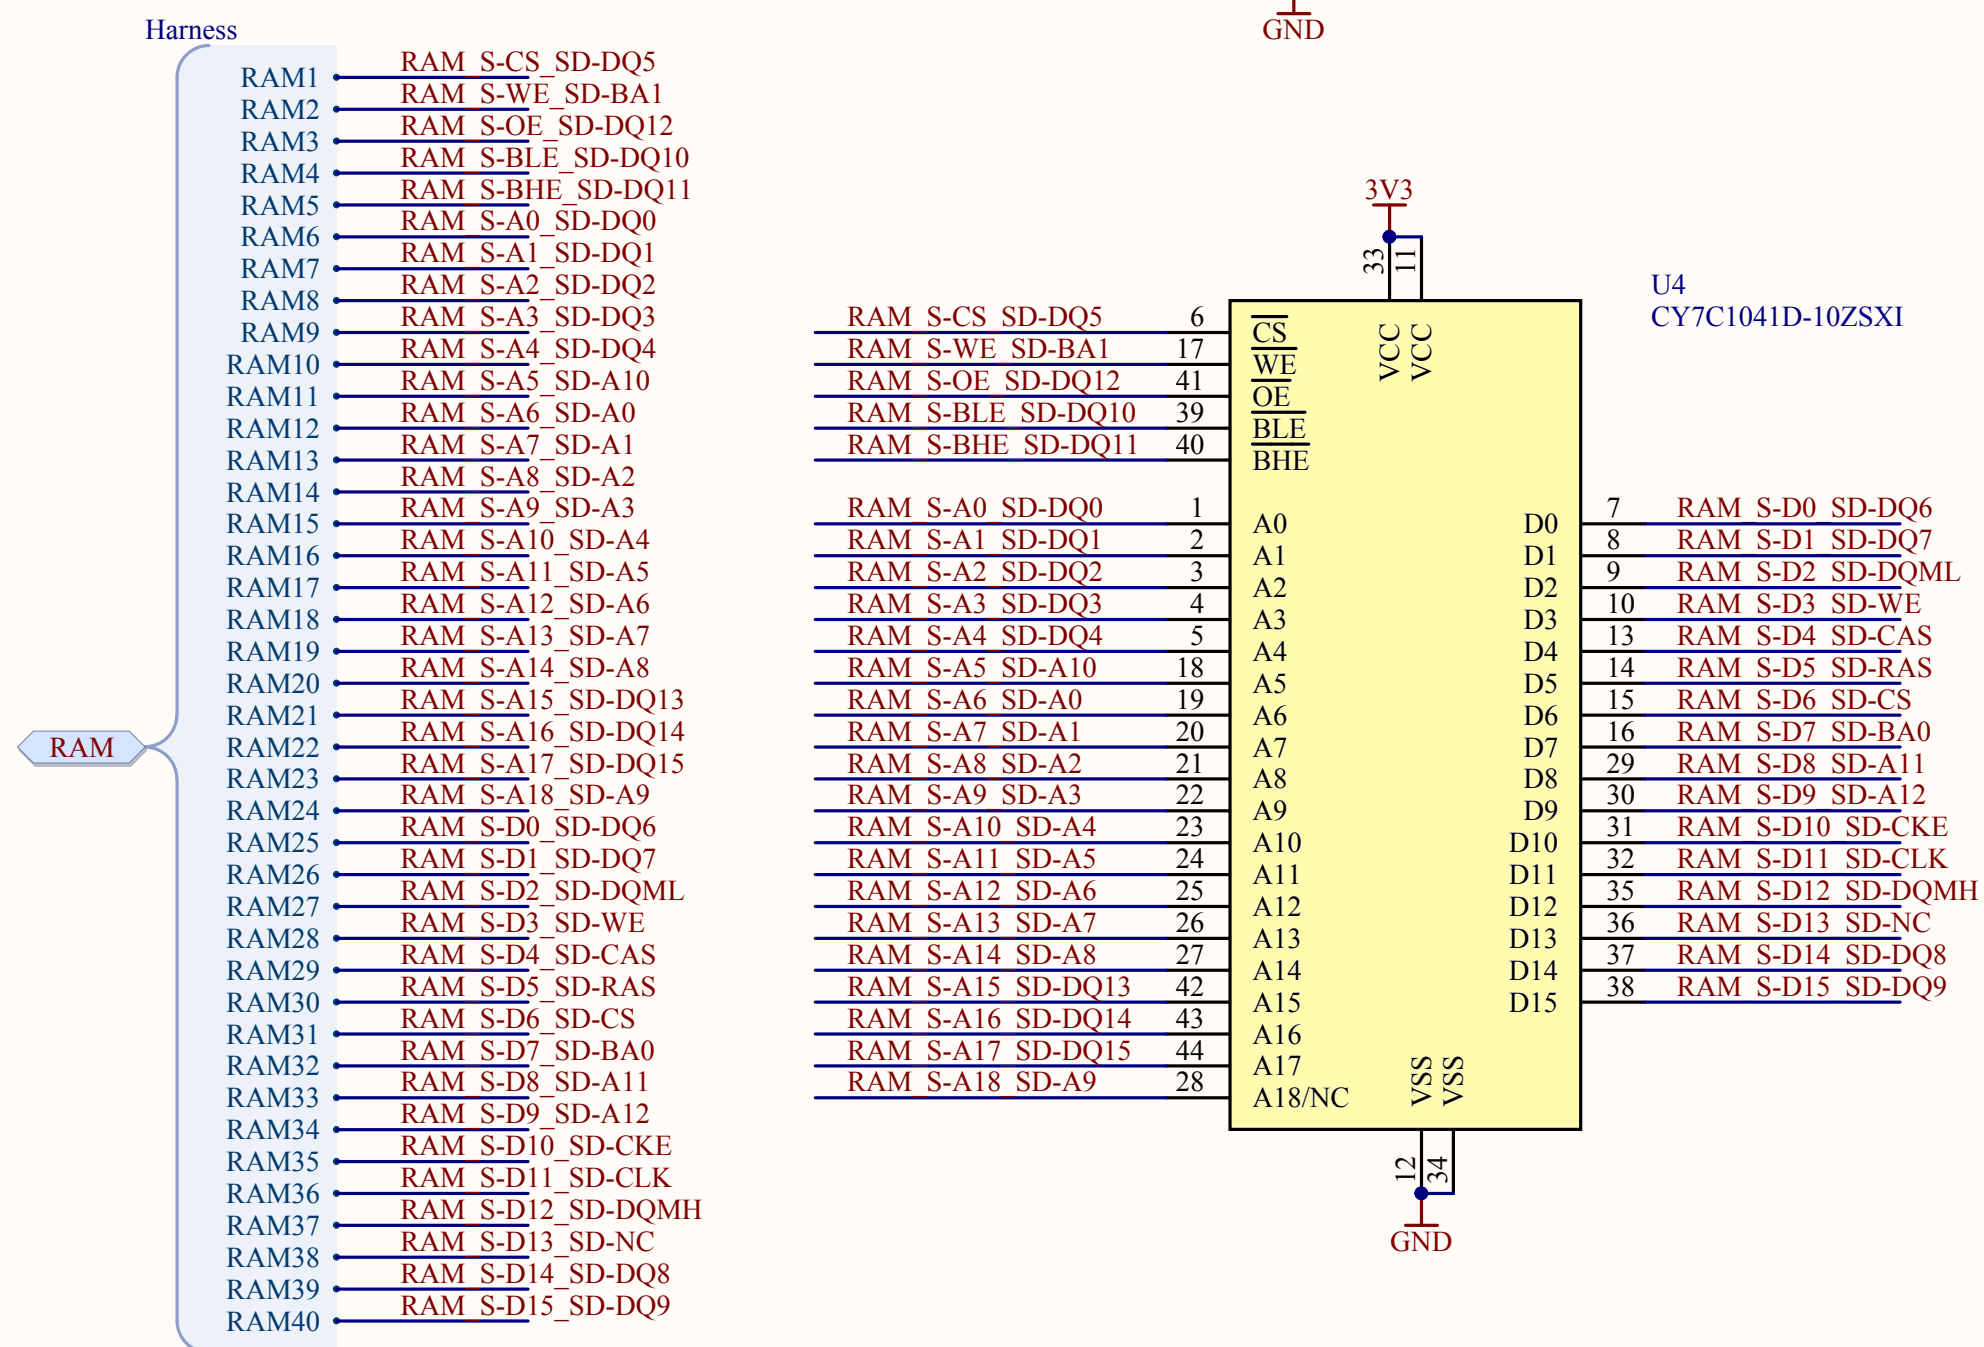 GND
Harness
RAM1 RAM_S-CS_SD-DQ5
RAM2 RAM_S-WE_SD-BA1
RAM3 RAM_S-OE_SD-DQ12
RAM4 RAM_S-BLE_SD-DQ10
RAM5 RAM_S-BHE_SD-DQ11
RAM6 RAM_S-A0_SD-DQ0
RAM7 RAM_S-A1_SD-DQ1
RAM8 RAM_S-A2_SD-DQ2
RAM9 RAM_S-A3_SD-DQ3
RAM10 RAM_S-A4_SD-DQ4
RAM11 RAM_S-A5_SD-A10
RAM12 RAM_S-A6_SD-A0
RAM13 RAM_S-A7_SD-A1
RAM14 RAM_S-A8_SD-A2
RAM15 RAM_S-A9_SD-A3
RAM16 RAM_S-A10_SD-A4
RAM17 RAM_S-A11_SD-A5
RAM18 RAM_S-A12_SD-A6
RAM19 RAM_S-A13_SD-A7
RAM20 RAM_S-A14_SD-A8
RAM21 RAM_S-A15_SD-DQ13
RAM22 RAM_S-A16_SD-DQ14
RAM23 RAM_S-A17_SD-DQ15
RAM24 RAM_S-A18_SD-A9
RAM25 RAM_S-D0_SD-DQ6
RAM26 RAM_S-D1_SD-DQ7
RAM27 RAM_S-D2_SD-DQML
RAM28 RAM_S-D3_SD-WE
RAM29 RAM_S-D4_SD-CAS
RAM30 RAM_S-D5_SD-RAS
RAM31 RAM_S-D6_SD-CS
RAM32 RAM_S-D7_SD-BA0
RAM33 RAM_S-D8_SD-A11
RAM34 RAM_S-D9_SD-A12
RAM35 RAM_S-D10_SD-CKE
RAM36 RAM_S-D11_SD-CLK
RAM37 RAM_S-D12_SD-DQMH
RAM38 RAM_S-D13_SD-NC
RAM39 RAM_S-D14_SD-DQ8
RAM40 RAM_S-D15_SD-DQ9
RAM
3V3
33 11
VCC VCC
U4
CY7C1041D-10ZSXI
RAM_S-CS_SD-DQ5 6 CS
RAM_S-WE_SD-BA1 17 WE
RAM_S-OE_SD-DQ12 41 OE
RAM_S-BLE_SD-DQ10 39 BLE
RAM_S-BHE_SD-DQ11 40 BHE
RAM_S-A0_SD-DQ0 1 A0
RAM_S-A1_SD-DQ1 2 A1
RAM_S-A2_SD-DQ2 3 A2
RAM_S-A3_SD-DQ3 4 A3
RAM_S-A4_SD-DQ4 5 A4
RAM_S-A5_SD-A10 18 A5
RAM_S-A6_SD-A0 19 A6
RAM_S-A7_SD-A1 20 A7
RAM_S-A8_SD-A2 21 A8
RAM_S-A9_SD-A3 22 A9
RAM_S-A10_SD-A4 23 A10
RAM_S-A11_SD-A5 24 A11
RAM_S-A12_SD-A6 25 A12
RAM_S-A13_SD-A7 26 A13
RAM_S-A14_SD-A8 27 A14
RAM_S-A15_SD-DQ13 42 A15
RAM_S-A16_SD-DQ14 43 A16
RAM_S-A17_SD-DQ15 44 A17
RAM_S-A18_SD-A9 28 A18/NC
D0 7 RAM_S-D0_SD-DQ6
D1 8 RAM_S-D1_SD-DQ7
D2 9 RAM_S-D2_SD-DQML
D3 10 RAM_S-D3_SD-WE
D4 13 RAM_S-D4_SD-CAS
D5 14 RAM_S-D5_SD-RAS
D6 15 RAM_S-D6_SD-CS
D7 16 RAM_S-D7_SD-BA0
D8 29 RAM_S-D8_SD-A11
D9 30 RAM_S-D9_SD-A12
D10 31 RAM_S-D10_SD-CKE
D11 32 RAM_S-D11_SD-CLK
D12 35 RAM_S-D12_SD-DQMH
D13 36 RAM_S-D13_SD-NC
D14 37 RAM_S-D14_SD-DQ8
D15 38 RAM_S-D15_SD-DQ9
VSS VSS
12 34
GND